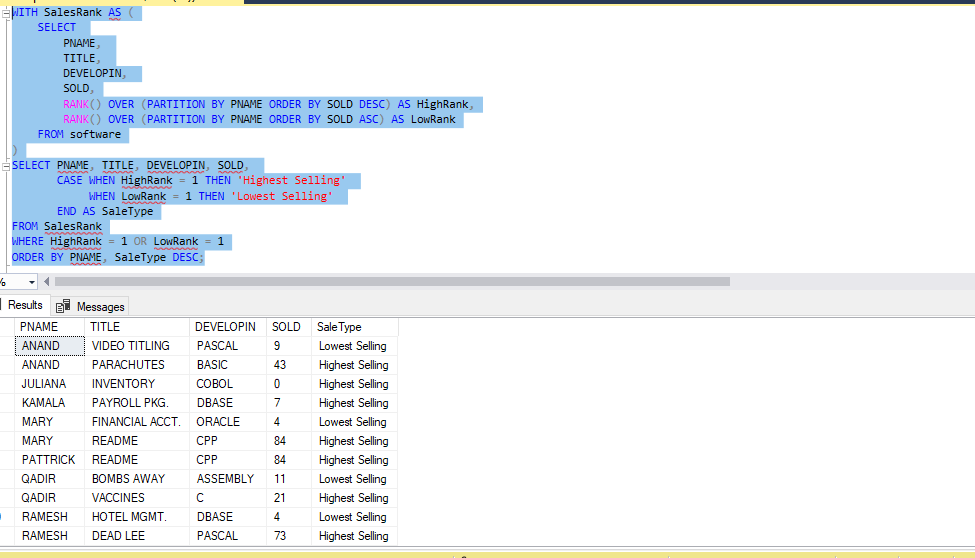 WITH SalesRank AS (
SELECT
PNAME,
TITLE,
DEVELOPIN,
SOLD,
RANK() OVER (PARTITION BY PNAME ORDER BY SOLD DESC) AS HighRank,
RANK() OVER (PARTITION BY PNAME ORDER BY SOLD ASC) AS LowRank
FROM software
)
SELECT PNAME, TITLE, DEVELOPIN, SOLD,
CASE WHEN HighRank = 1 THEN 'Highest Selling'
WHEN LowRank = 1 THEN 'Lowest Selling'
END AS SaleType
FROM SalesRank
WHERE HighRank = 1 OR LowRank = 1
ORDER BY PNAME, SaleType DESC;
%
Results Messages
PNAME TITLE DEVELOPIN SOLD SaleType
ANAND VIDEO TITLING PASCAL 9 Lowest Selling
ANAND PARACHUTES BASIC 43 Highest Selling
JULIANA INVENTORY COBOL 0 Highest Selling
KAMALA PAYROLL PKG. DBASE 7 Highest Selling
MARY FINANCIAL ACCT. ORACLE 4 Lowest Selling
MARY README CPP 84 Highest Selling
PATTRICK README CPP 84 Highest Selling
QADIR BOMBS AWAY ASSEMBLY 11 Lowest Selling
QADIR VACCINES C 21 Highest Selling
RAMESH HOTEL MGMT. DBASE 4 Lowest Selling
RAMESH DEAD LEE PASCAL 73 Highest Selling